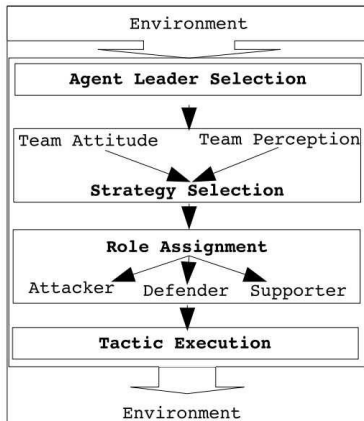 Environment
Agent Leader Selection
Team Attitude Team Perception
Strategy Selection
Role Assignment
Attacker Defender Supporter
Tactic Execution
Environment